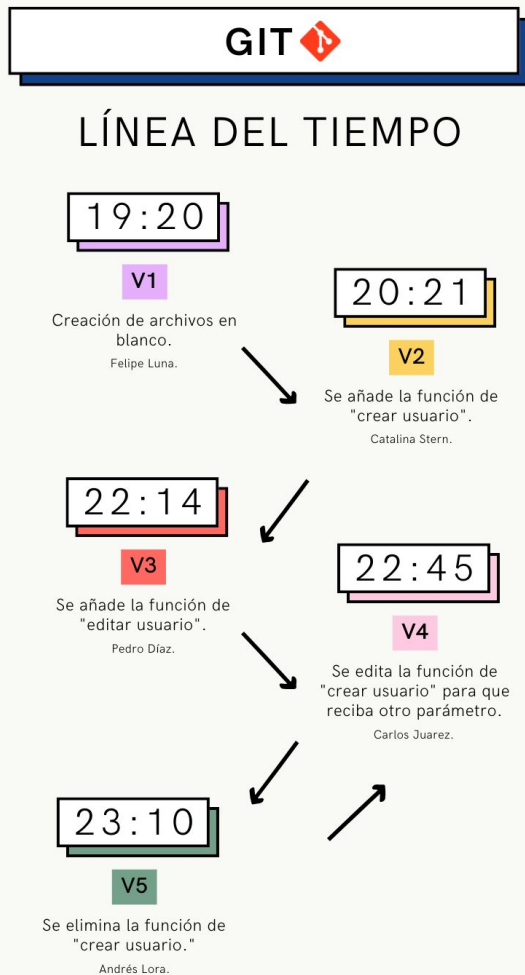 GIT
LÍNEA DEL TIEMPO
19:20
V1
Creación de archivos en
blanco.
Felipe Luna.
20:21
V2
Se añade la función de
"crear usuario".
Catalina Stern.
22:14
V3
Se añade la función de
"editar usuario".
Pedro Díaz.
22:45
V4
Se edita la función de
"crear usuario" para que
reciba otro parámetro.
Carlos Juarez.
23:10
V5
Se elimina la función de
"crear usuario."
Andrés Lora.